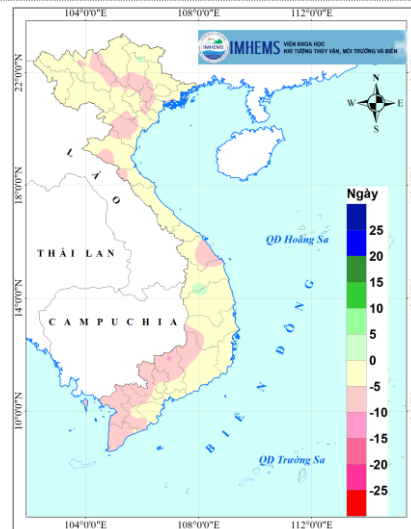 104°0'0"E 108°0'0"E 112°0'0"E
IMHEMS
VIỆN KHOA HỌC
KHÍ TƯỢNG THỦY VĂN, MÔI TRƯỜNG VÀ BIỂN
22°0'0"N
N
W E
S
LÀO
18°0'0"N
Ngày
25
20
15
10
5
0
-5
-10
-15
-20
-25
QĐ Hoàng Sa
THÁI LAN
14°0'0"N
CAMPUCHIA
BIỂN ĐÔNG
10°0'0"N
QĐ Trường Sa
104°0'0"E 108°0'0"E 112°0'0"E